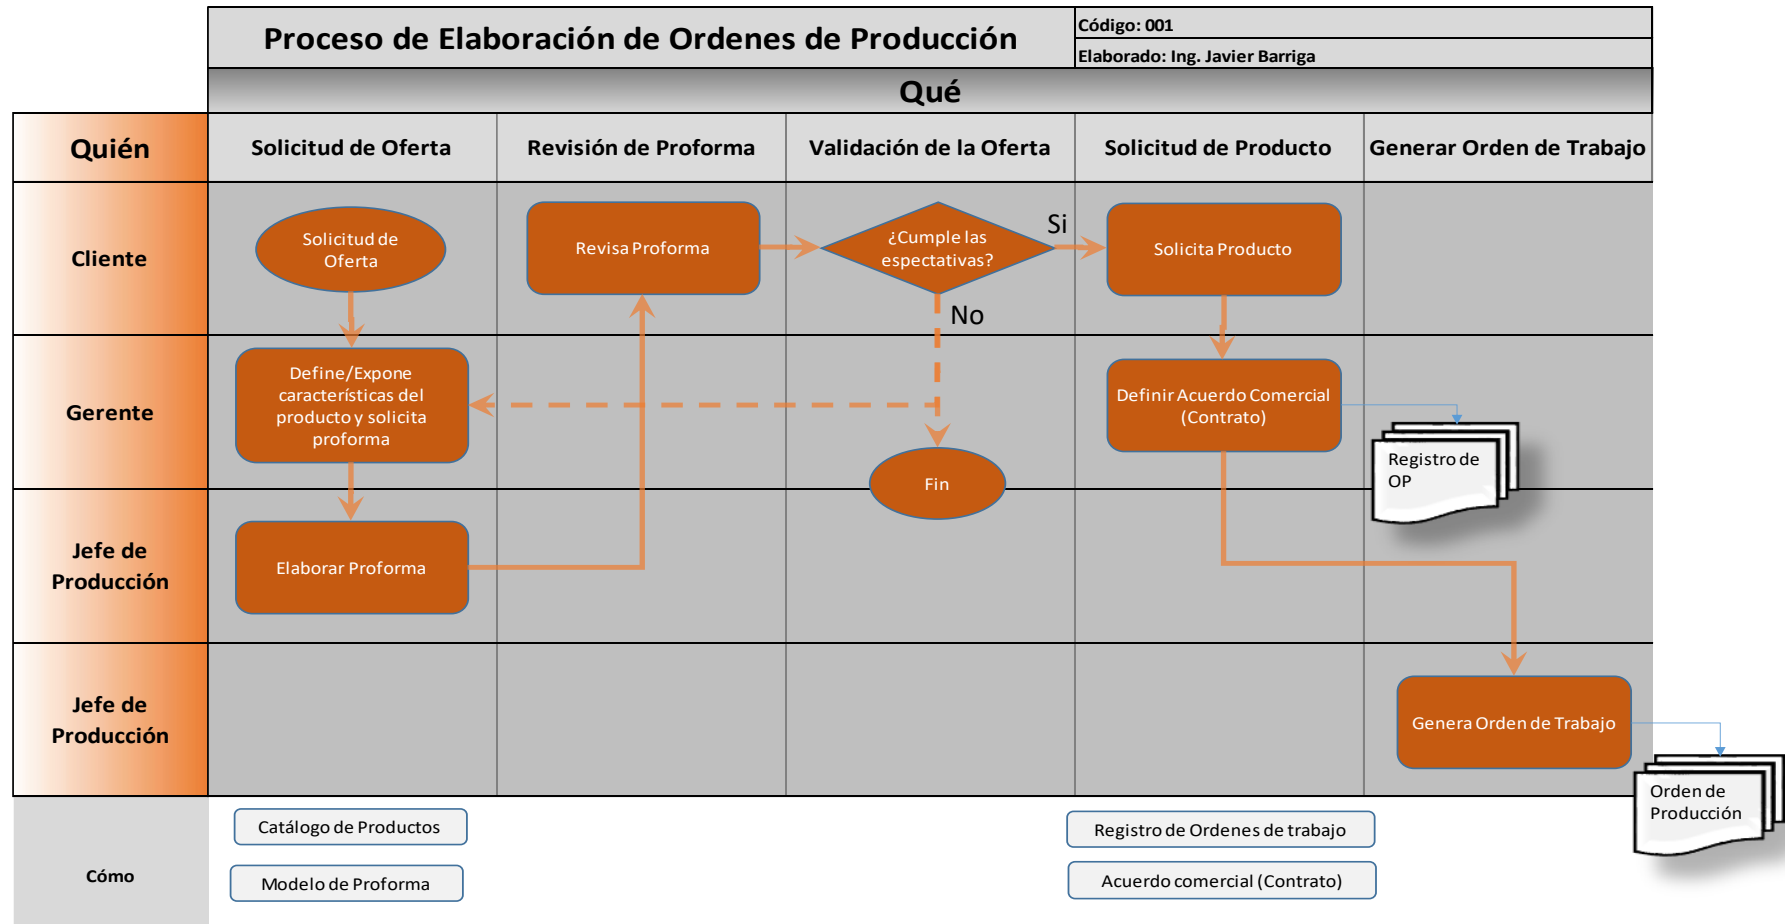 Proceso de Elaboración de Ordenes de Producción
Código: 001
Elaborado: Ing. Javier Barriga
Qué
Quién
Solicitud de Oferta
Revisión de Proforma
Validación de la Oferta
Solicitud de Producto
Generar Orden de Trabajo
Cliente
Solicitud de
Oferta
Revisa Proforma
¿Cumple las
espectativas?
Si
No
Solicita Producto
Gerente
Define/Expone
características del
producto y solicita
proforma
Fin
Definir Acuerdo Comercial
(Contrato)
Registro de
OP
Jefe de
Producción
Elaborar Proforma
Jefe de
Producción
Genera Orden de Trabajo
Orden de
Producción
Cómo
Catálogo de Productos
Modelo de Proforma
Registro de Ordenes de trabajo
Acuerdo comercial (Contrato)